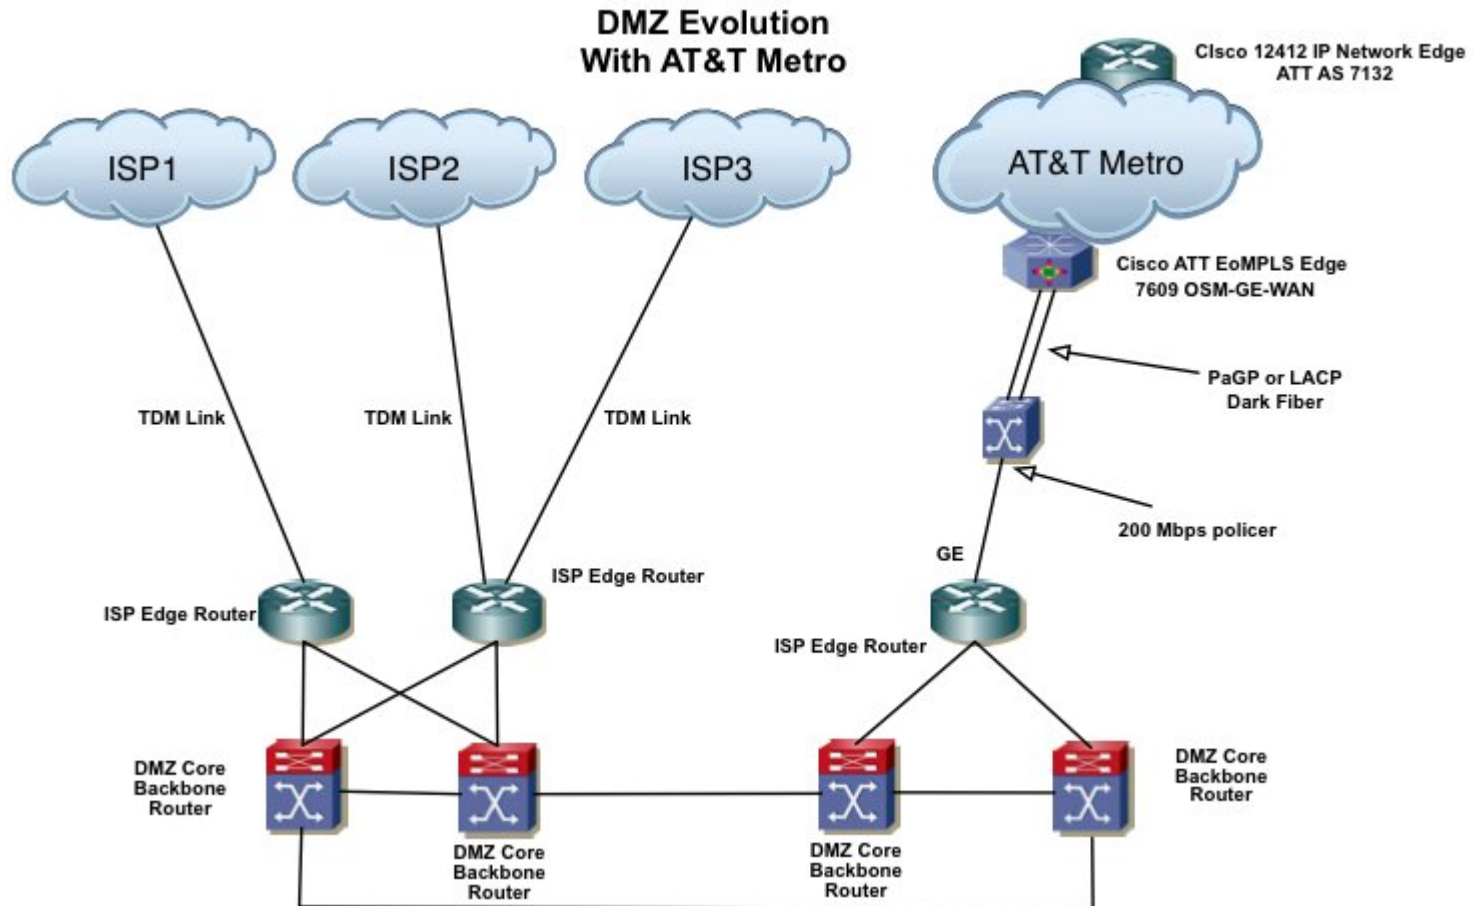 DMZ Evolution
With AT&T Metro
CIsco 12412 IP Network Edge
ATT AS 7132
ISP1
ISP2
ISP3
AT&T Metro
Cisco ATT EoMPLS Edge
7609 OSM-GE-WAN
PaGP or LACP
Dark Fiber
TDM Link
TDM Link
TDM Link
200 Mbps policer
GE
ISP Edge Router
ISP Edge Router
ISP Edge Router
DMZ Core
Backbone
Router
DMZ Core
Backbone
Router
DMZ Core
Backbone
Router
DMZ Core
Backbone
Router